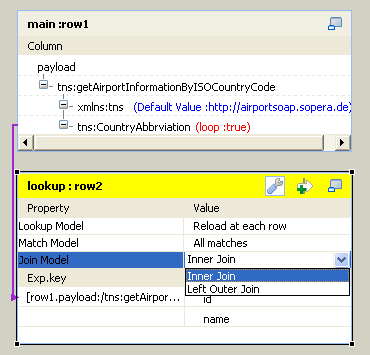 main :row1
Column
payload
tns:getAirportInformationByISOCountryCode
xmlns:tns (Default Value :http://airportsoap.sopera.de)
tns:CountryAbbrviation (loop :true)
lookup : row2
Property Value
Lookup Model Reload at each row
Match Model All matches
Join Model Inner Join
Exp.key
Inner Join
Left Outer Join
[row1.payload:/tns:getAirpor... id
name